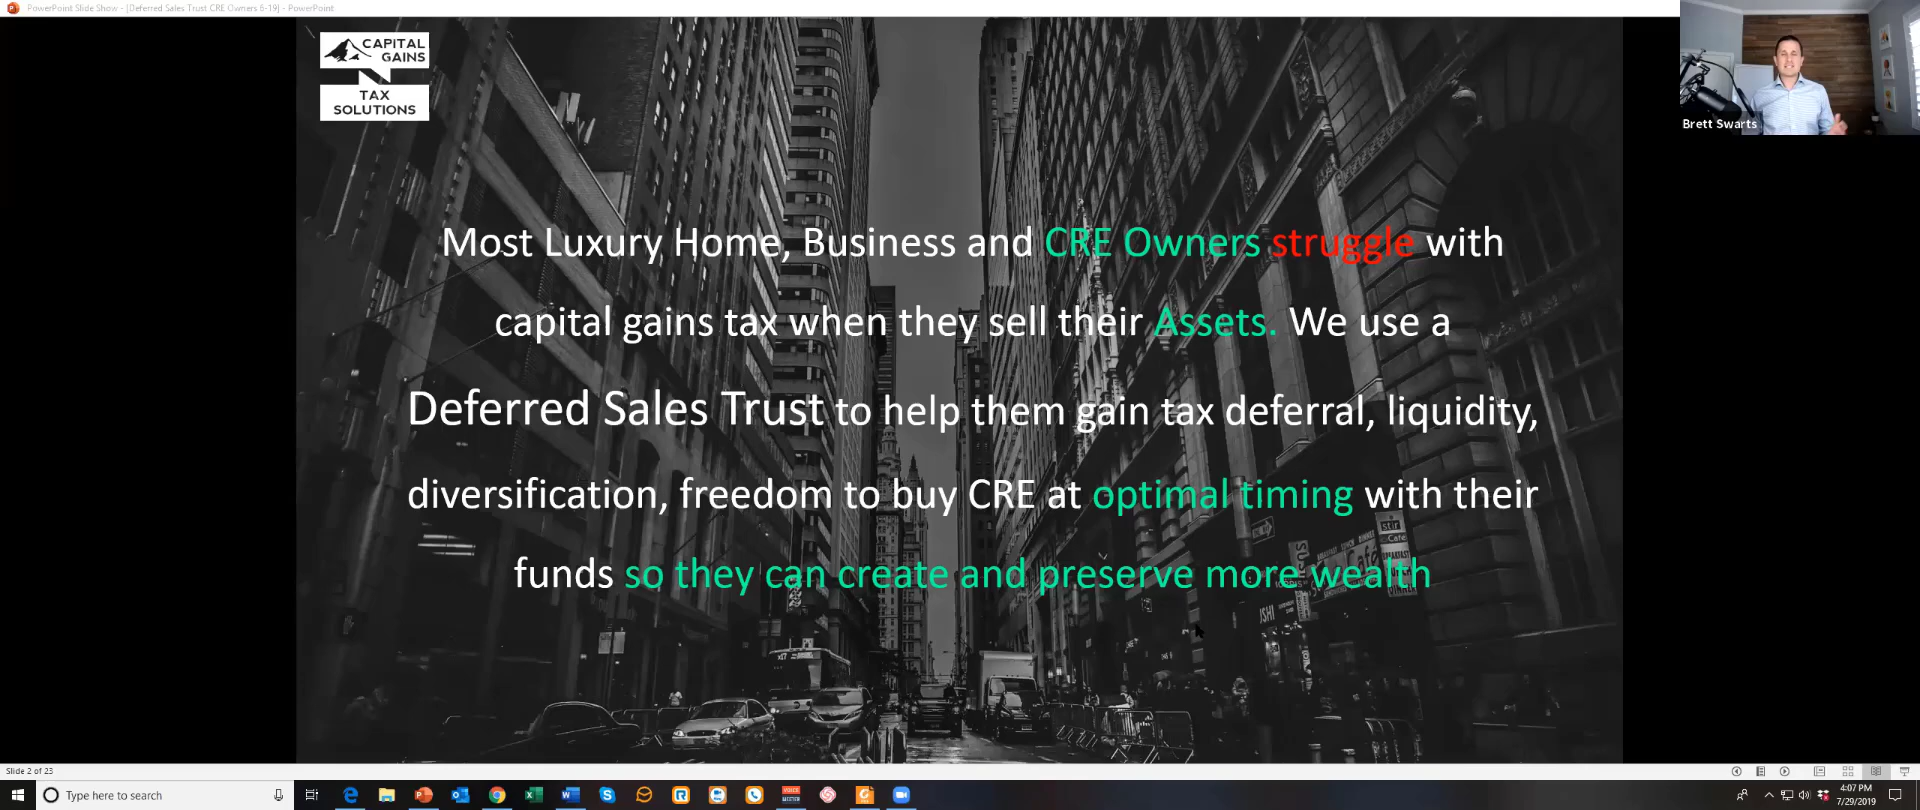 PowerPoint Slide Show - [Deferred Sales Trust CRE Owners 6-19] - PowerPoint
CAPITAL
GAINS
TAX
SOLUTIONS
Brett Swarts
Most Luxury Home, Business and CRE Owners struggle with
capital gains tax when they sell their Assets. We use a
Deferred Sales Trust to help them gain tax deferral, liquidity,
diversification, freedom to buy CRE at optimal timing with their
funds so they can create and preserve more wealth
stir
Cafe
Slide 2 of 23
Type here to search
4:07 PM
7/29/2019